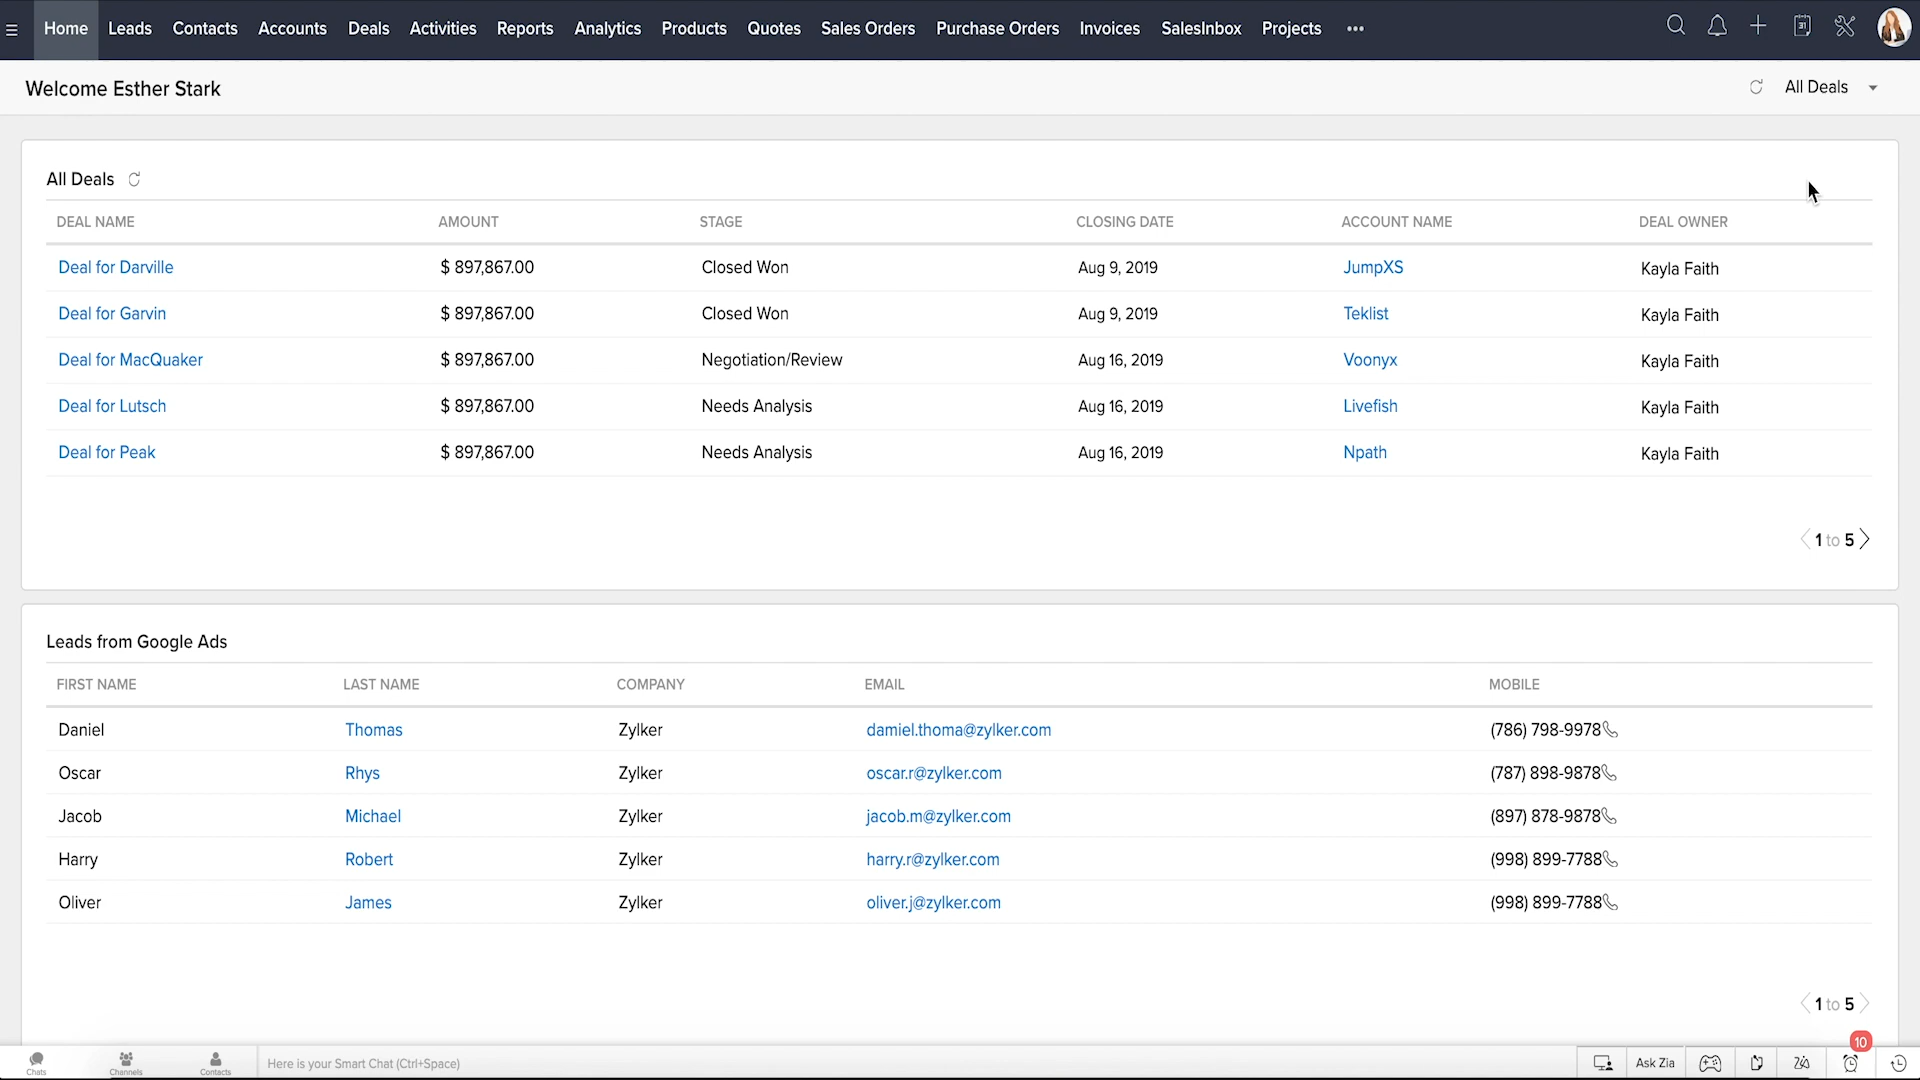 Home Leads Contacts Accounts Deals Activities Reports Analytics Products Quotes Sales Orders Purchase Orders Invoices SalesInbox Projects •••
31
Welcome Esther Stark
All Deals
All Deals
DEAL NAME AMOUNT STAGE CLOSING DATE ACCOUNT NAME DEAL OWNER
Deal for Darville $ 897,867.00 Closed Won Aug 9, 2019 JumpXS Kayla Faith
Deal for Garvin $ 897,867.00 Closed Won Aug 9, 2019 Teklist Kayla Faith
Deal for MacQuaker $ 897,867.00 Negotiation/Review Aug 16, 2019 Voonyx Kayla Faith
Deal for Lutsch $ 897,867.00 Needs Analysis Aug 16, 2019 Livefish Kayla Faith
Deal for Peak $ 897,867.00 Needs Analysis Aug 16, 2019 Npath Kayla Faith
1 to 5
Leads from Google Ads
FIRST NAME LAST NAME COMPANY EMAIL MOBILE
Daniel Thomas Zylker damiel.thoma@zylker.com (786) 798-9978
Oscar Rhys Zylker oscar.r@zylker.com (787) 898-9878
Jacob Michael Zylker jacob.m@zylker.com (897) 878-9878
Harry Robert Zylker harry.r@zylker.com (998) 899-7788
Oliver James Zylker oliver.j@zylker.com (998) 899-7788
1 to 5
10
Chats Channels Contacts Here is your Smart Chat (Ctrl+Space) Ask Zia